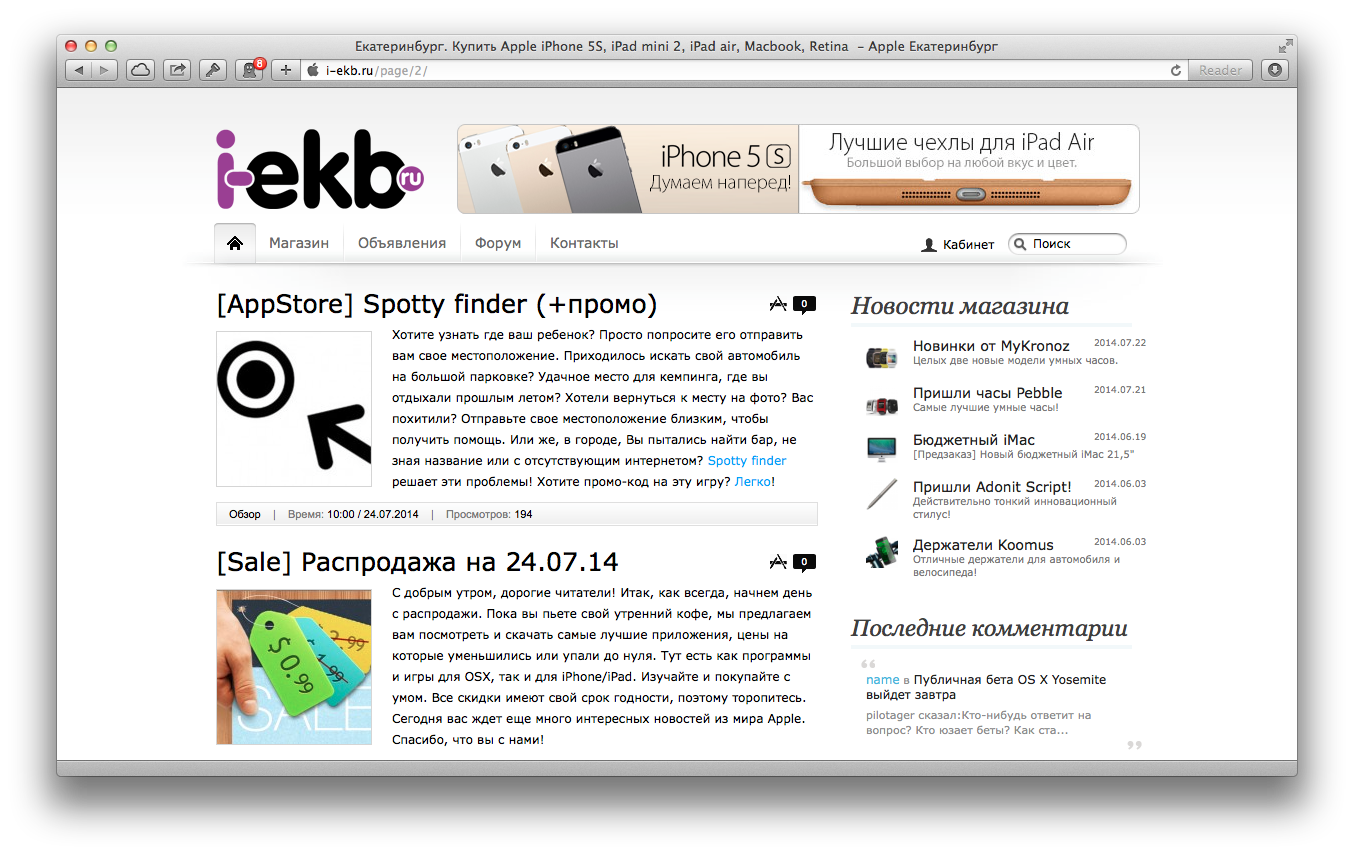 Екатеринбург. Купить Apple iPhone 5S, iPad mini 2, iPad air, Macbook, Retina - Apple Екатеринбург
8
i-ekb.ru/page/2/
Reader
i-ekb ru
iPhone 5 S
Думаем наперед!
Лучшие чехлы для iPad Air
Большой выбор на любой вкус и цвет.
Магазин
Объявления
Форум
Контакты
Кабинет
Поиск
[AppStore] Spotty finder (+промо)
0
Хотите узнать где ваш ребенок? Просто попросите его отправить
вам свое местоположение. Приходилось искать свой автомобиль
на большой парковке? Удачное место для кемпинга, где вы
отдыхали прошлым летом? Хотели вернуться к месту на фото? Вас
похитили? Отправьте свое местоположение близким, чтобы
получить помощь. Или же, в городе, Вы пытались найти бар, не
зная название или с отсутствующим интернетом? Spotty finder
решает эти проблемы! Хотите промо-код на эту игру? Легко!
Обзор | Время: 10:00 / 24.07.2014 | Просмотров: 194
[Sale] Распродажа на 24.07.14
0
$0.99
1.99
2.99
SALE
С добрым утром, дорогие читатели! Итак, как всегда, начнем день
с распродажи. Пока вы пьете свой утренний кофе, мы предлагаем
вам посмотреть и скачать самые лучшие приложения, цены на
которые уменьшились или упали до нуля. Тут есть как программы
и игры для OSX, так и для iPhone/iPad. Изучайте и покупайте с
умом. Все скидки имеют свой срок годности, поэтому торопитесь.
Сегодня вас ждет еще много интересных новостей из мира Apple.
Спасибо, что вы с нами!
Новости магазина
Новинки от MyKronoz 2014.07.22
Целых две новые модели умных часов.
Пришли часы Pebble 2014.07.21
Самые лучшие умные часы!
Бюджетный iMac 2014.06.19
[Предзаказ] Новый бюджетный iMac 21,5"
Пришли Adonit Script! 2014.06.03
Действительно тонкий инновационный
стилус!
Держатели Koomus 2014.06.03
Отличные держатели для автомобиля и
велосипеда!
Последние комментарии
“
name в Публичная бета OS X Yosemite
выйдет завтра
pilotager сказал:Кто-нибудь ответит на
вопрос? Кто юзает беты? Как ста...
”